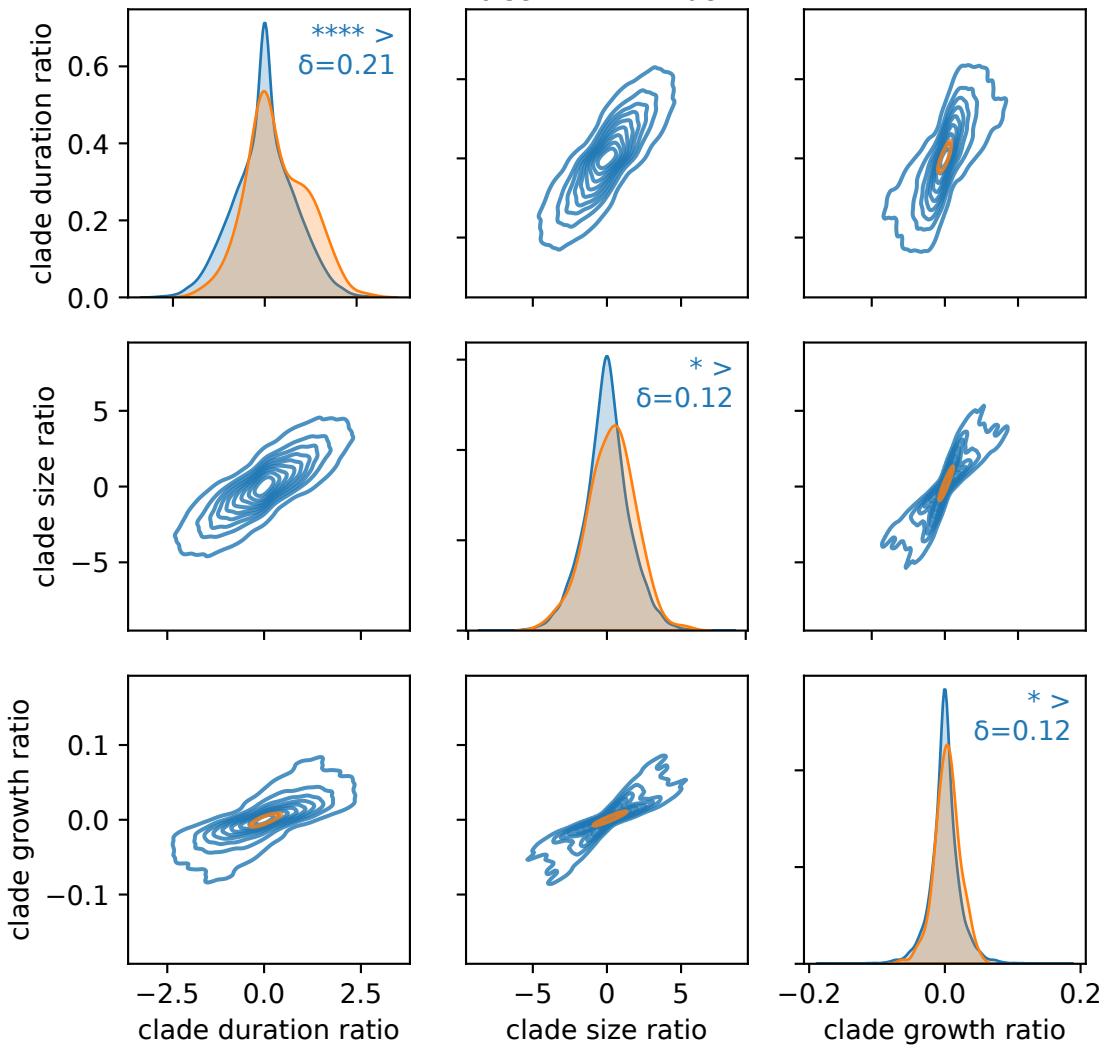 clade duration ratio
0.6
0.4
0.2
0.0
**** >
δ=0.21
clade size ratio
5
0
−5
* >
δ=0.12
clade growth ratio
0.1
0.0
−0.1
* >
δ=0.12
−2.5 0.0 2.5
−5 0 5
−0.2 0.0 0.2
clade duration ratio
clade size ratio
clade growth ratio